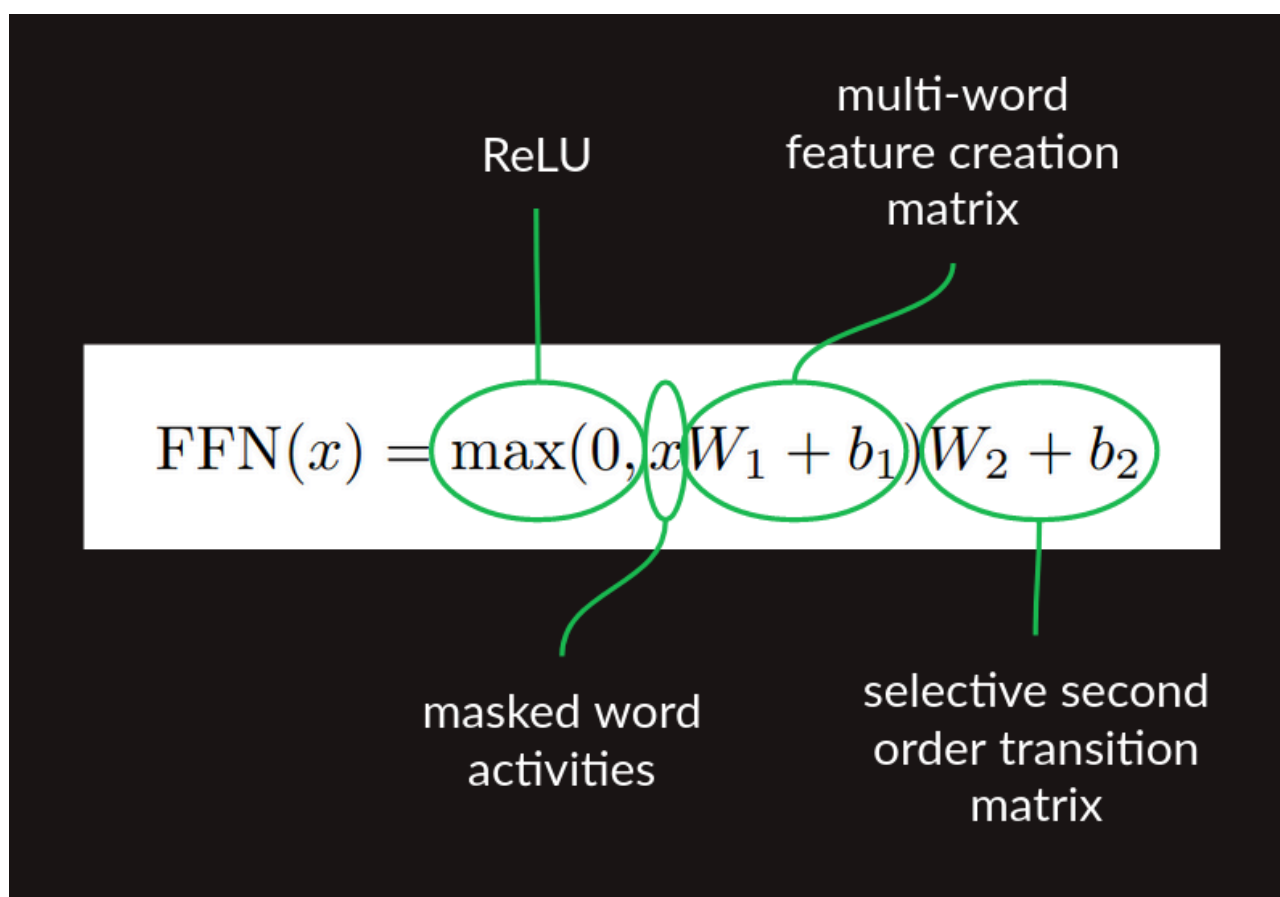 ReLU
multi-word
feature creation
matrix
FFN(x) = max(0, xW₁ + b₁)W₂ + b₂
masked word
activities
selective second
order transition
matrix